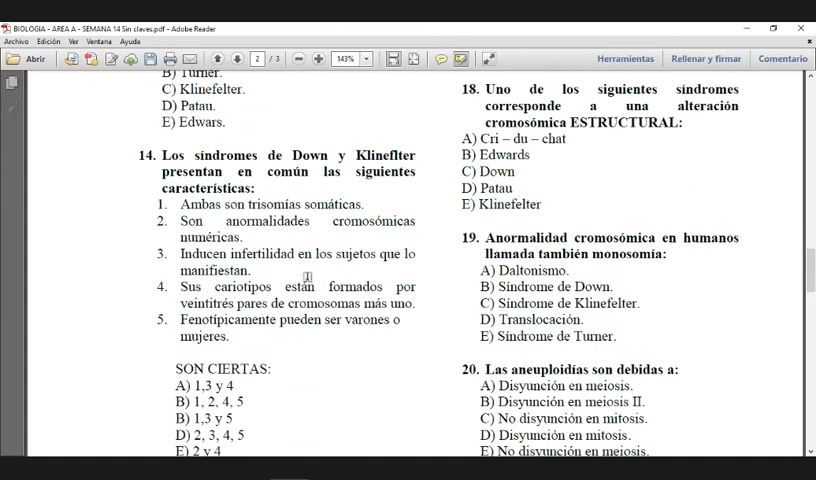 BIOLOGIA - AREA A - SEMANA 14 Sin claves.pdf - Adobe Reader
Archivo Edición Ver Ventana Ayuda
Abrir 2 / 3 143% Herramientas Rellenar y firmar Comentario
B) Turner.
C) Klinefelter.
D) Patau.
E) Edwars.
14. Los síndromes de Down y Klineflter
presentan en común las siguientes
características:
1. Ambas son trisomías somáticas.
2. Son anormalidades cromosómicas
numéricas.
3. Inducen infertilidad en los sujetos que lo
manifiestan.
4. Sus cariotipos están formados por
veintitrés pares de cromosomas más uno.
5. Fenotípicamente pueden ser varones o
mujeres.
SON CIERTAS:
A) 1,3 y 4
B) 1, 2, 4, 5
B) 1,3 y 5
D) 2, 3, 4, 5
E) 2 y 4
18. Uno de los siguientes síndromes
corresponde a una alteración
cromosómica ESTRUCTURAL:
A) Cri – du – chat
B) Edwards
C) Down
D) Patau
E) Klinefelter
19. Anormalidad cromosómica en humanos
llamada también monosomía:
A) Daltonismo.
B) Síndrome de Down.
C) Síndrome de Klinefelter.
D) Translocación.
E) Síndrome de Turner.
20. Las aneuploidías son debidas a:
A) Disyunción en meiosis.
B) Disyunción en meiosis II.
C) No disyunción en mitosis.
D) Disyunción en mitosis.
E) No disyunción en meiosis.